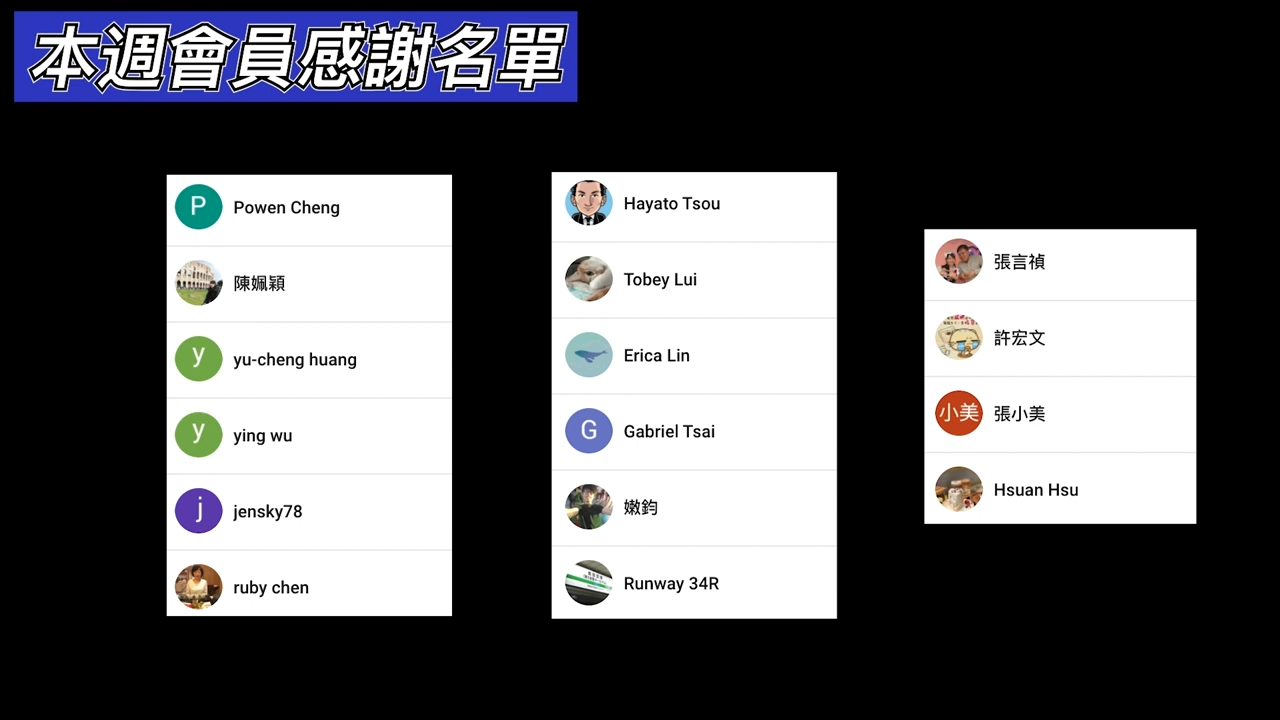 本週會員感謝名單
P Powen Cheng
陳姵穎
y yu-cheng huang
y ying wu
j jensky78
ruby chen
Hayato Tsou
Tobey Lui
Erica Lin
G Gabriel Tsai
嫩鈞
Runway 34R
張言禎
許宏文
小美 張小美
Hsuan Hsu